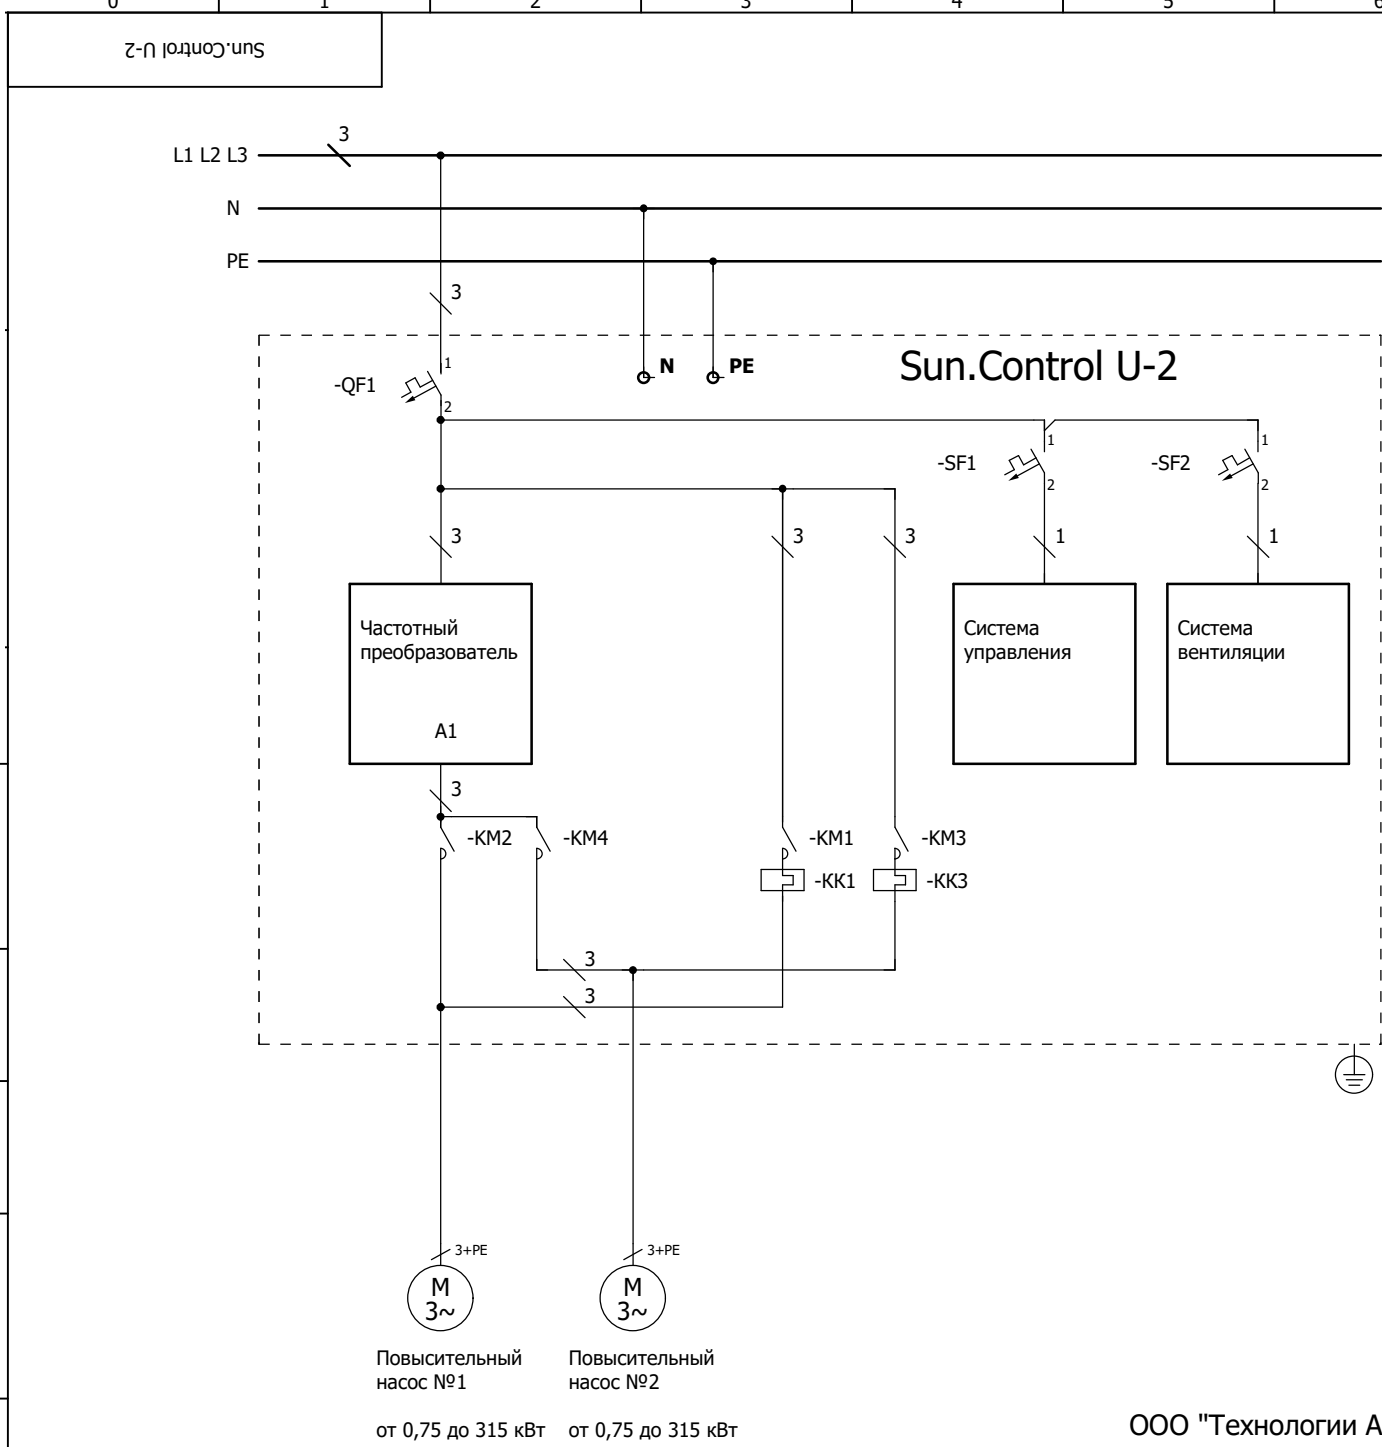 0 1 2 3 4 5 6
Sun.Control U-2
3
L1 L2 L3
N
PE
3
Sun.Control U-2
N
PE
-QF1
1
2
-SF1
1
2
-SF2
1
2
3
3
3
1
1
Частотный
преобразователь
A1
Система
управления
Система
вентиляции
3
-KM2
-KM4
-KM1
-KM3
-KK1
-KK3
3
3
3+PE
3+PE
M
3~
M
3~
Повысительный
насос №1
Повысительный
насос №2
от 0,75 до 315 кВт
от 0,75 до 315 кВт
ООО "Технологии А